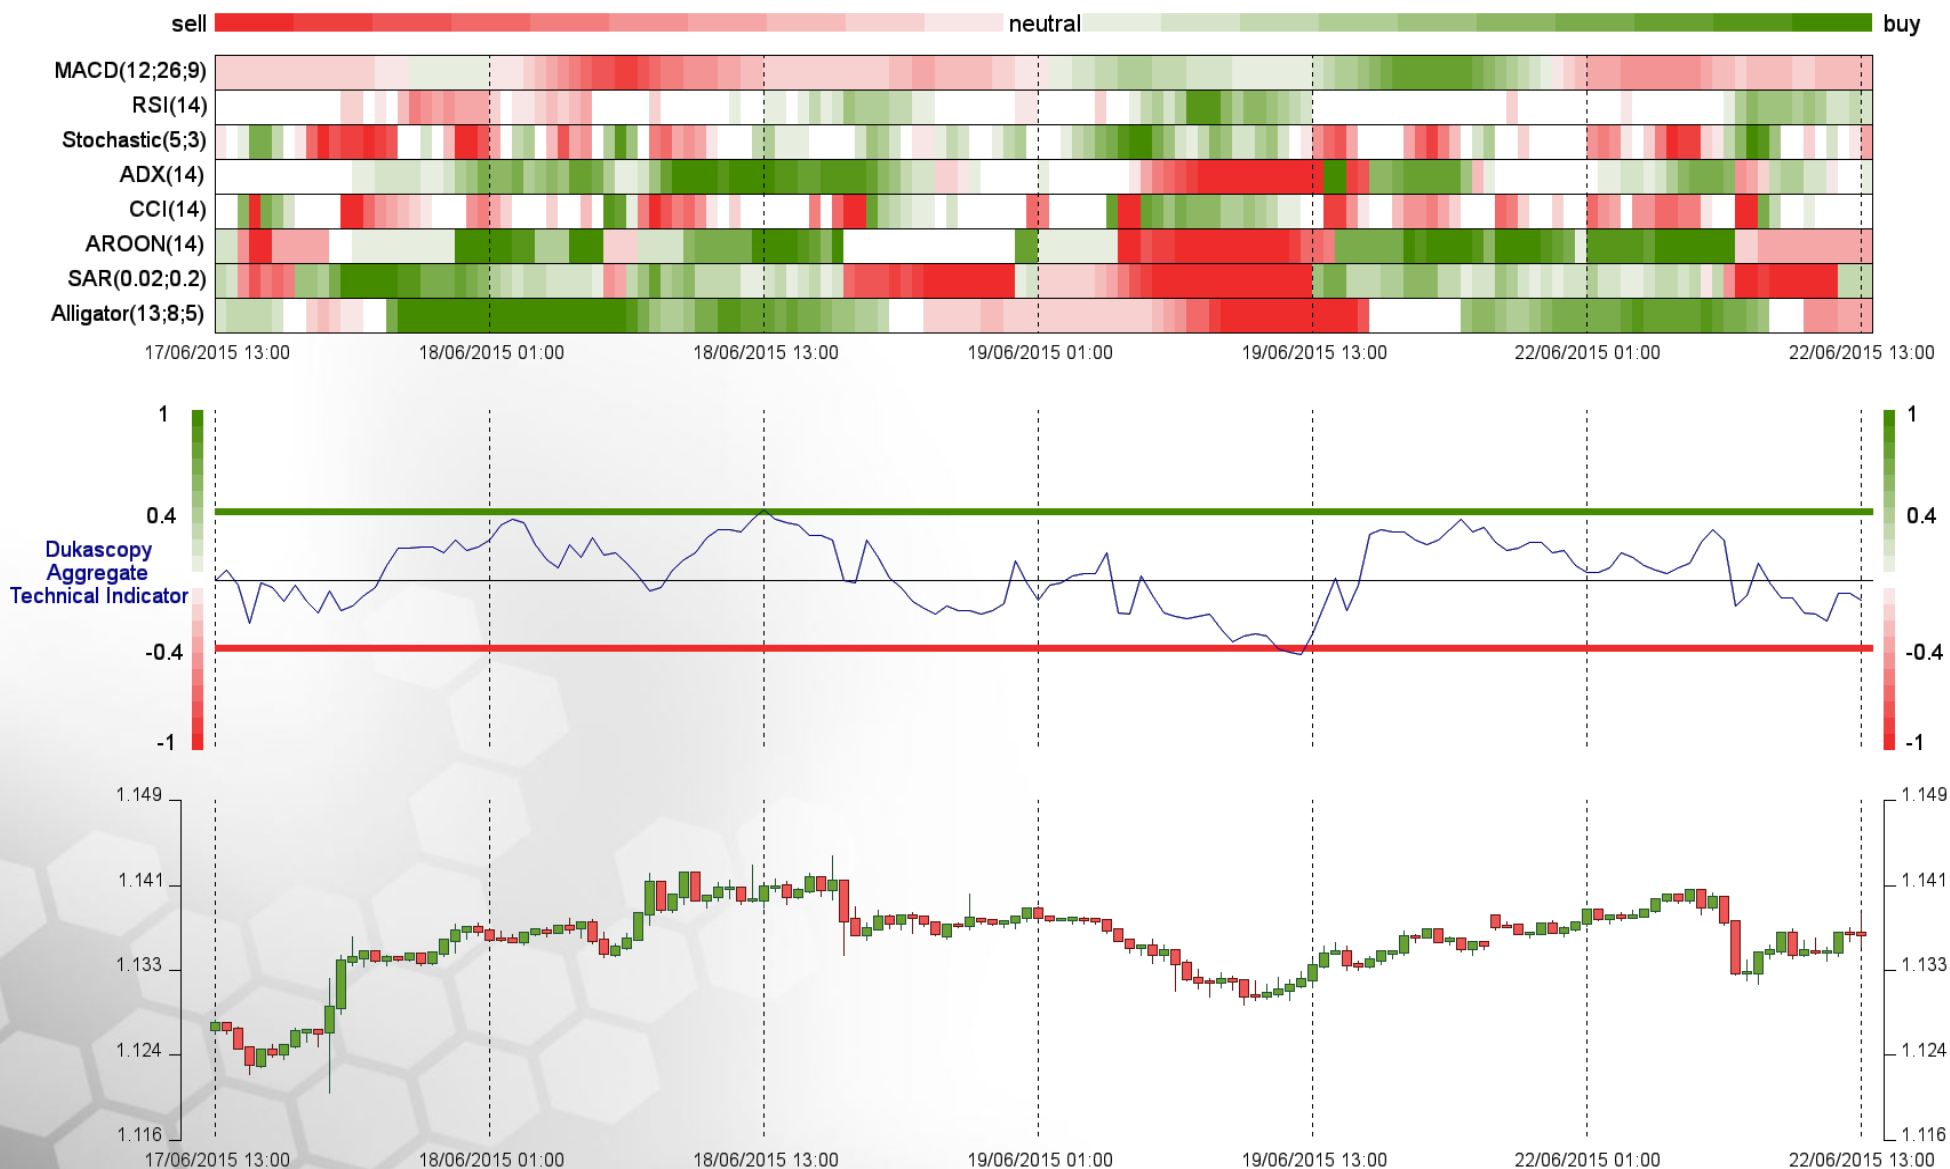 sell neutral buy
MACD(12;26;9)
RSI(14)
Stochastic(5;3)
ADX(14)
CCI(14)
AROON(14)
SAR(0.02;0.2)
Alligator(13;8;5)
17/06/2015 13:00 18/06/2015 01:00 18/06/2015 13:00 19/06/2015 01:00 19/06/2015 13:00 22/06/2015 01:00 22/06/2015 13:00
1 1
0.4 0.4
Dukascopy
Aggregate
Technical Indicator
-0.4 -0.4
-1 -1
1.149 1.149
1.141 1.141
1.133 1.133
1.124 1.124
1.116 1.116
17/06/2015 13:00 18/06/2015 01:00 18/06/2015 13:00 19/06/2015 01:00 19/06/2015 13:00 22/06/2015 01:00 22/06/2015 13:00